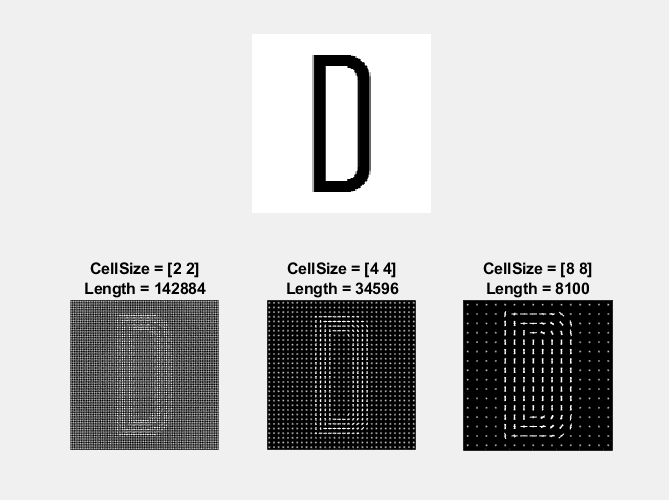 D
CellSize = [2 2]
Length = 142884
CellSize = [4 4]
Length = 34596
CellSize = [8 8]
Length = 8100